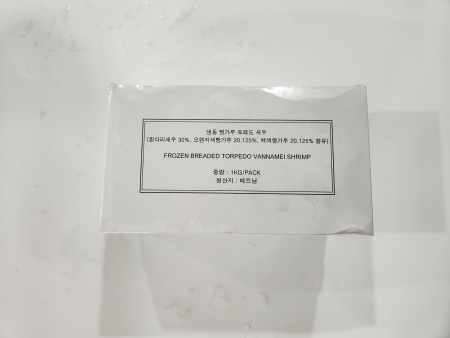 냉동 빵가루 토피도 새우
(흰다리새우 30%, 오렌지색빵가루 20.125%, 백색빵가루 20.125% 함유)
FROZEN BREADED TORPEDO VANNAMEI SHRIMP
중량 : 1KG/PACK
원산지 : 베트남